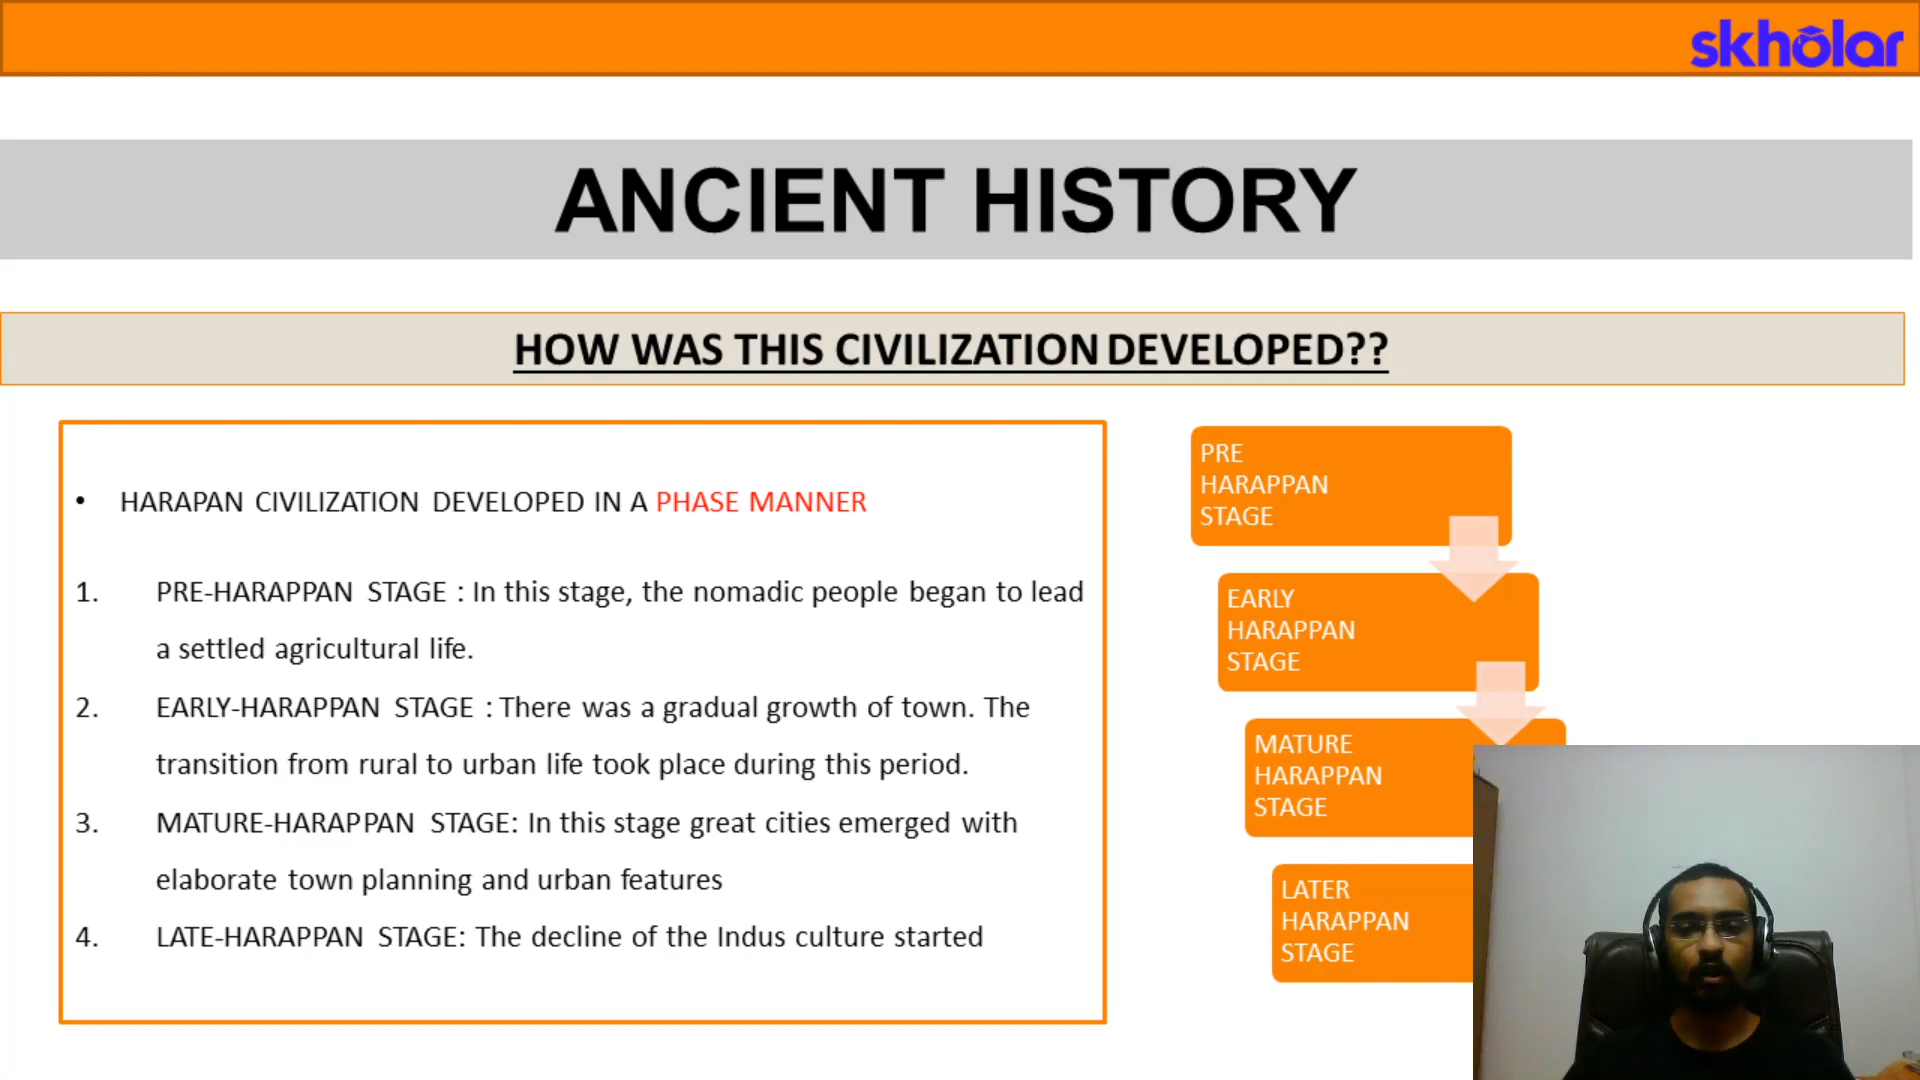 skholar
ANCIENT HISTORY
HOW WAS THIS CIVILIZATION DEVELOPED??
• HARAPAN CIVILIZATION DEVELOPED IN A PHASE MANNER
1. PRE-HARAPPAN STAGE : In this stage, the nomadic people began to lead
a settled agricultural life.
2. EARLY-HARAPPAN STAGE : There was a gradual growth of town. The
transition from rural to urban life took place during this period.
3. MATURE-HARAPPAN STAGE: In this stage great cities emerged with
elaborate town planning and urban features
4. LATE-HARAPPAN STAGE: The decline of the Indus culture started
PRE
HARAPPAN
STAGE
EARLY
HARAPPAN
STAGE
MATURE
HARAPPAN
STAGE
LATER
HARAPPAN
STAGE